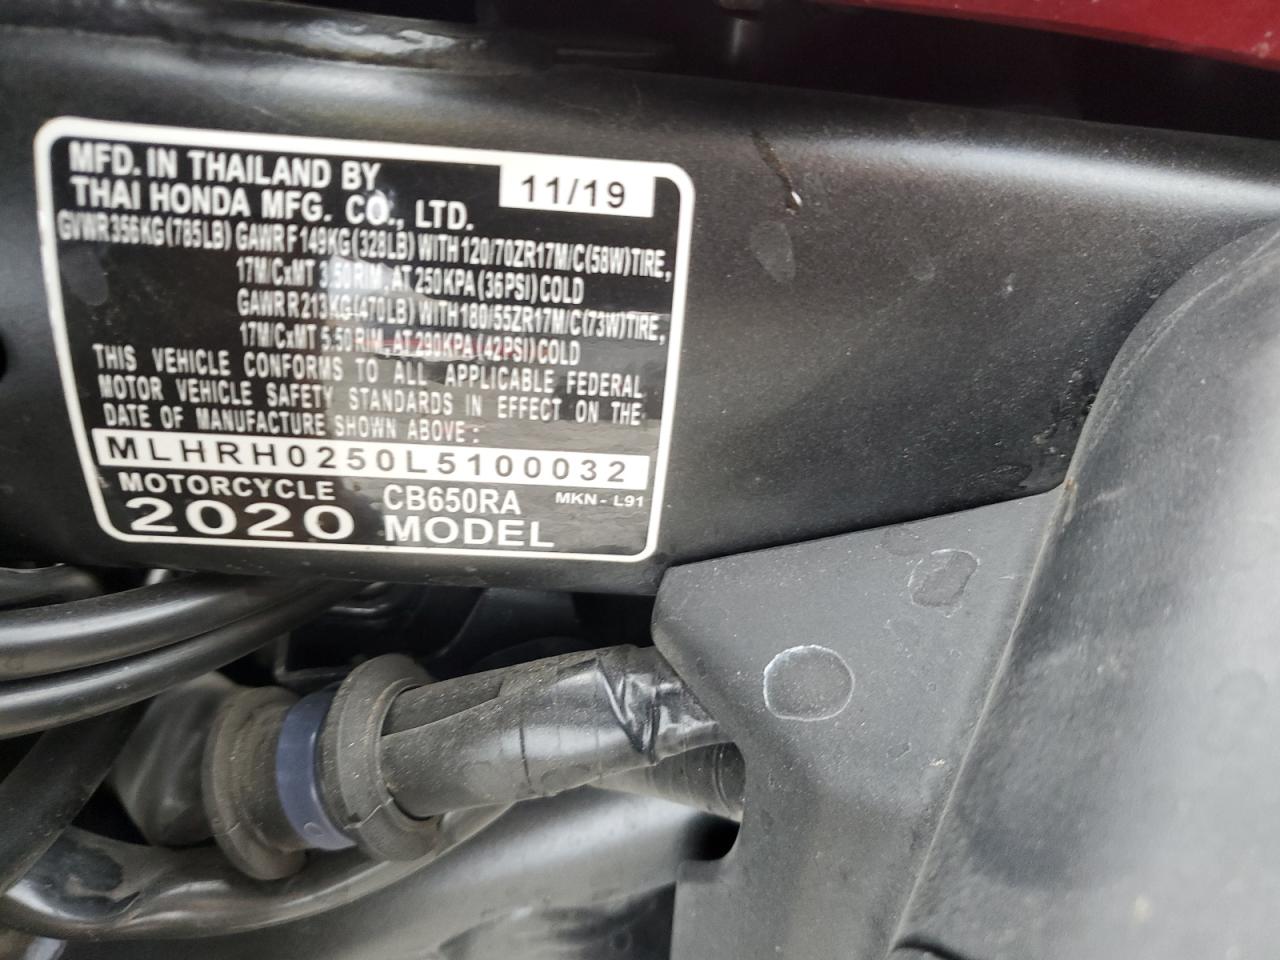 MFD. IN THAILAND BY
THAI HONDA MFG. CO., LTD.
11/19
GVWR 356KG(785LB) GAWR F 149KG(328LB) WITH 120/70ZR17M/C(58W)TIRE,
17M/CxMT 3.50 RIM, AT 250KPA (36PSI) COLD
GAWR R 213KG(470LB) WITH 180/55ZR17M/C(73W)TIRE,
17M/CxMT 5.50 RIM, AT 290KPA (42PSI) COLD
THIS VEHICLE CONFORMS TO ALL APPLICABLE FEDERAL
MOTOR VEHICLE SAFETY STANDARDS IN EFFECT ON THE
DATE OF MANUFACTURE SHOWN ABOVE :
MLHRH0250L5100032
MOTORCYCLE CB650RA MKN - L91
2020 MODEL